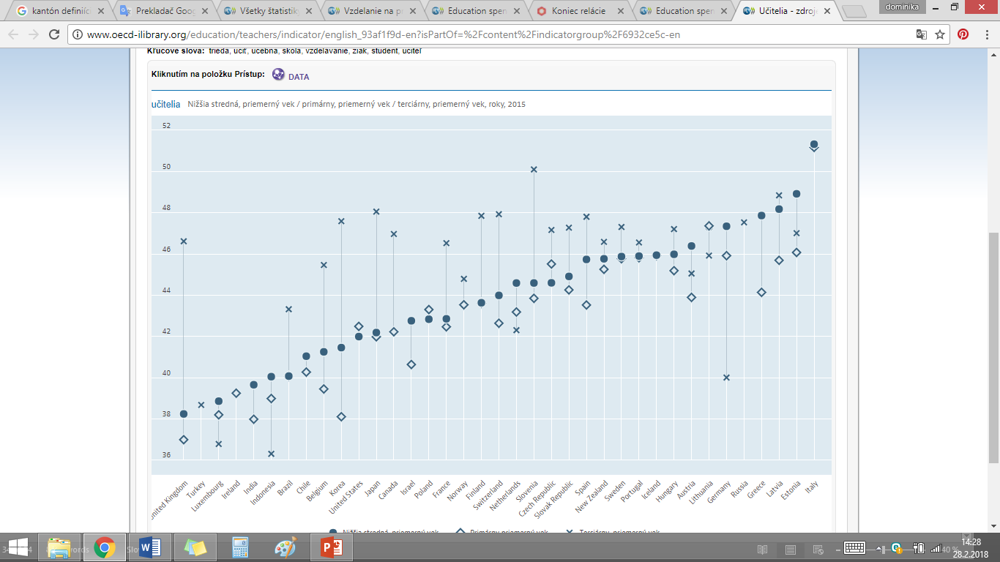 dominika
kantón definiíc
Prekladač Goog
Všetky štatistik
Vzdelanie na p
Education spen
Koniec relácie
Education spen
Učitelia - zdroje
www.oecd-ilibrary.org/education/teachers/indicator/english_93af1f9d-en?isPartOf=%2Fcontent%2Findicatorgroup%2F6932ce5c-en
Kľúčové slová: trieda, učiť, učebňa, škola, vzdelávanie, žiak, študent, učiteľ
Kliknutím na položku Prístup: DATA
učitelia Nižšia stredná, priemerný vek / primárny, priemerný vek / terciárny, priemerný vek, roky, 2015
52
50
48
46
44
42
40
38
36
United Kingdom
Turkey
Luxembourg
Ireland
India
Indonesia
Brazil
Chile
Belgium
Korea
United States
Japan
Canada
Israel
Poland
France
Norway
Finland
Switzerland
Netherlands
Slovenia
Czech Republic
Slovak Republic
Spain
New Zealand
Sweden
Portugal
Iceland
Hungary
Austria
Lithuania
Germany
Russia
Greece
Latvia
Estonia
Italy
Nižšia stredná, priemerný vek
Primárny, priemerný vek
Terciárny, priemerný vek
40 %
14:28
28.2.2018